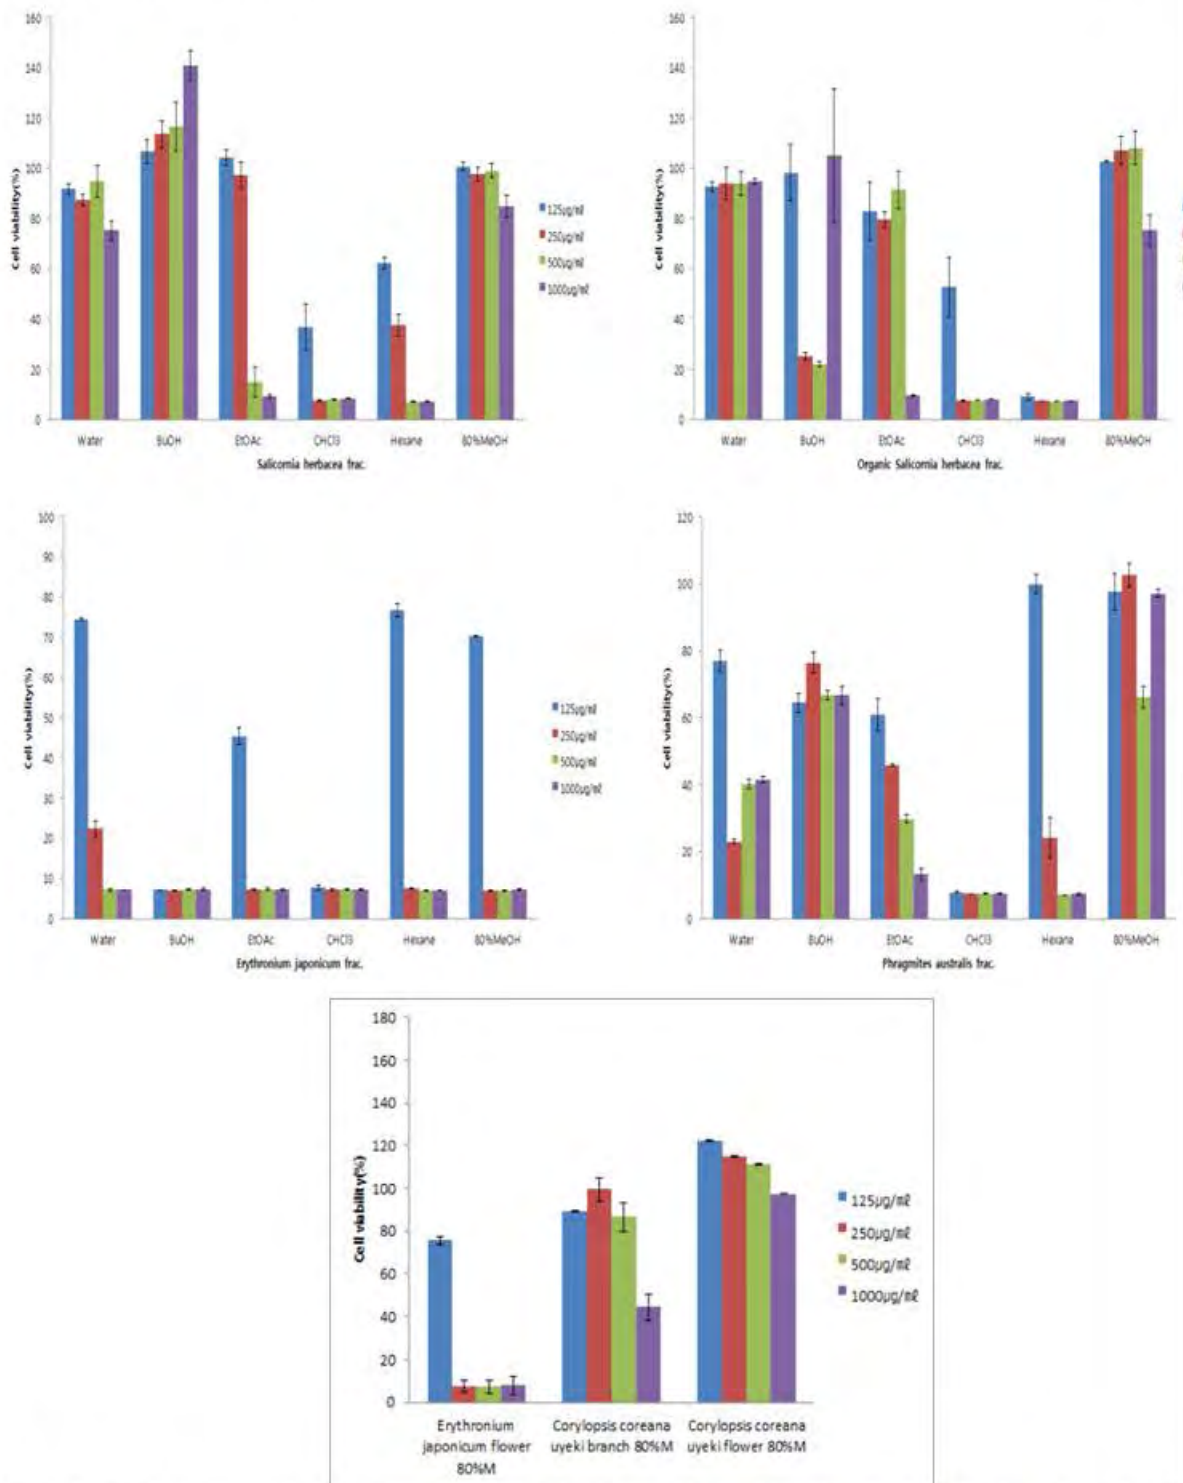 160
140
120
100
80
60
40
20
0
Cell viability(%)
Water BuOH EtOAc CHCl3 Hexane 80%MeOH
Salicornia herbacea frac.
125μg/㎖
250μg/㎖
500μg/㎖
1000μg/㎖
160
140
120
100
80
60
40
20
0
Cell viability(%)
Water BuOH EtOAc CHCl3 Hexane 80%MeOH
Organic Salicornia herbacea frac.
100
90
80
70
60
50
40
30
20
10
0
Cell viability(%)
Water BuOH EtOAc CHCl3 Hexane 80%MeOH
Erythronium japonicum frac.
125μg/㎖
250μg/㎖
500μg/㎖
1000μg/㎖
120
100
80
60
40
20
0
Cell viability(%)
Water BuOH EtOAc CHCl3 Hexane 80%MeOH
Phragmites australis frac.
180
160
140
120
100
80
60
40
20
0
Cell viability(%)
Erythronium
japonicum flower
80%M
Corylopsis coreana
uyeki branch 80%M
Corylopsis coreana
uyeki flower 80%M
125μg/㎖
250μg/㎖
500μg/㎖
1000μg/㎖